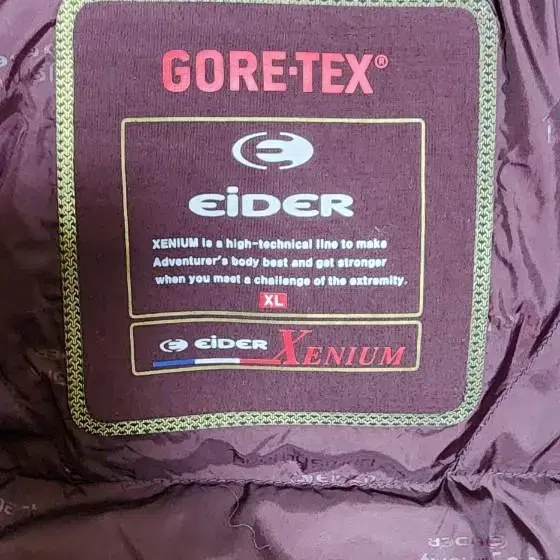 GORE-TEX®
EiDER
XENIUM is a high-technical line to make
Adventurer's body best and get stronger
when you meet a challenge of the extremity.
XL
EiDER XENIUM